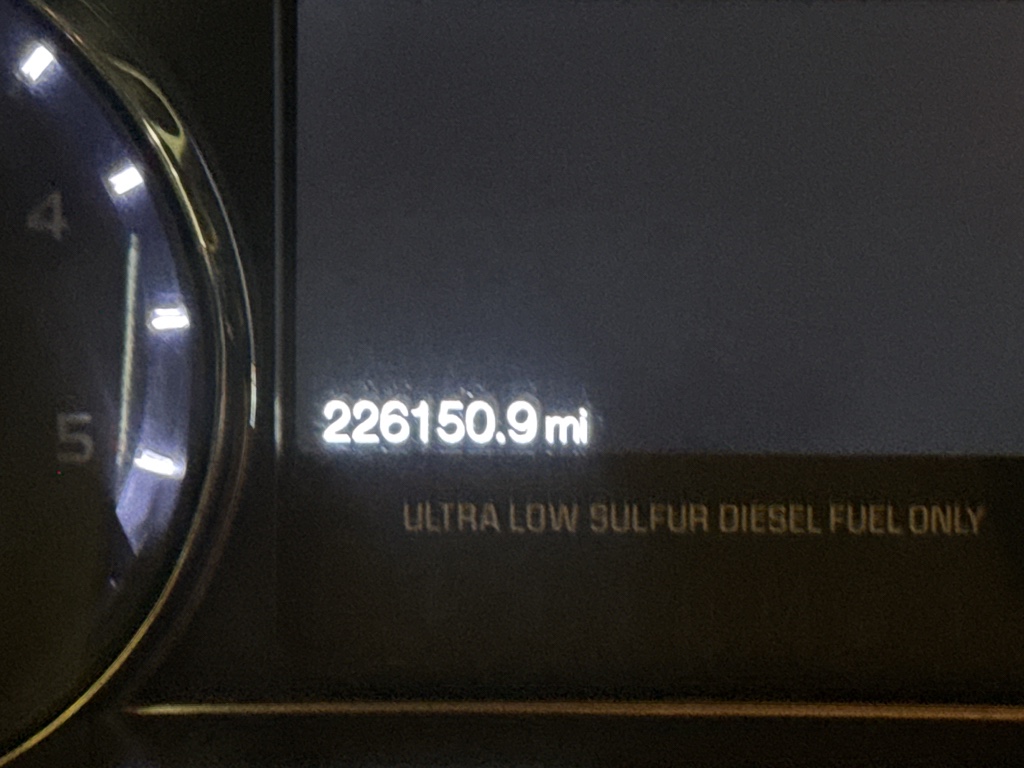 4
5
226150.9 mi
ULTRA LOW SULFUR DIESEL FUEL ONLY